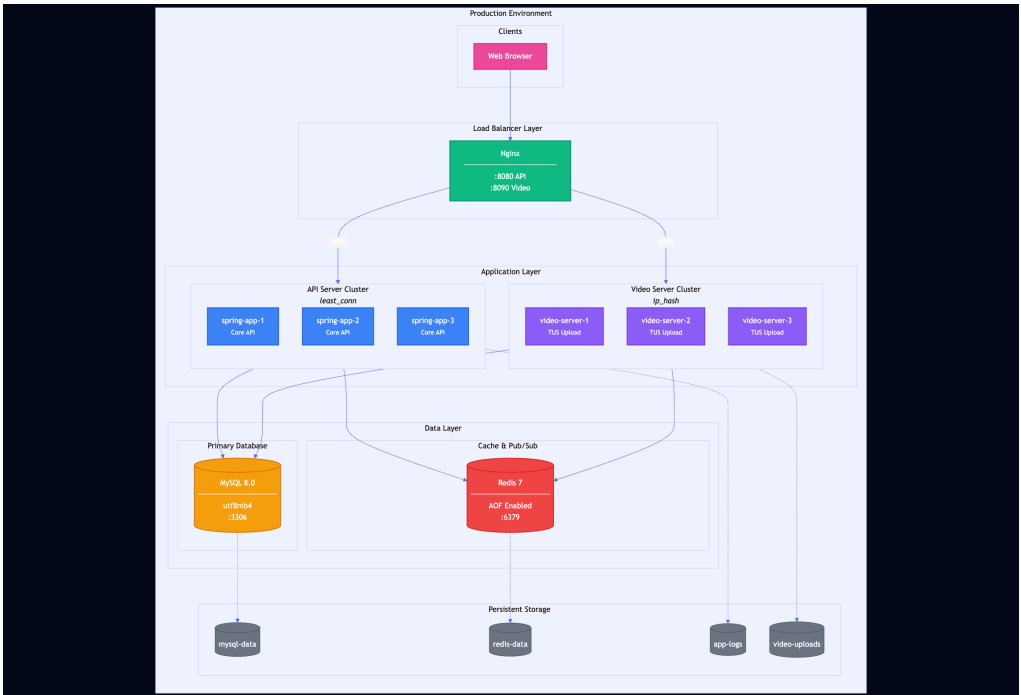 Production Environment
Clients
Web Browser
Load Balancer Layer
Nginx
:8080 API
:8090 Video
Application Layer
API Server Cluster
least_conn
spring-app-1
Core API
spring-app-2
Core API
spring-app-3
Core API
Video Server Cluster
ip_hash
video-server-1
TUS Upload
video-server-2
TUS Upload
video-server-3
TUS Upload
Data Layer
Primary Database
MySQL 8.0
utf8mb4
:3306
Cache & Pub/Sub
Redis 7
AOF Enabled
:6379
Persistent Storage
mysql-data
redis-data
app-logs
video-uploads